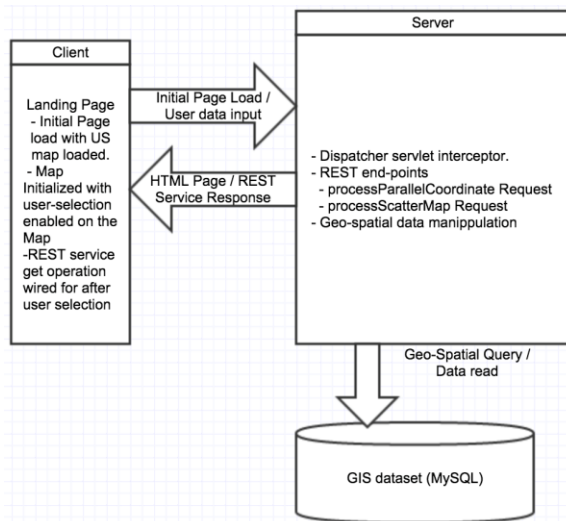 Server
Client
Landing Page
- Initial Page
load with US
map loaded.
- Map
Initialized with
user-selection
enabled on the
Map
-REST service
get operation
wired for after
user selection
Initial Page Load /
User data input
HTML Page / REST
Service Response
- Dispatcher servlet interceptor.
- REST end-points
- processParallelCoordinate Request
- processScatterMap Request
- Geo-spatial data manippulation
Geo-Spatial Query /
Data read
GIS dataset (MySQL)